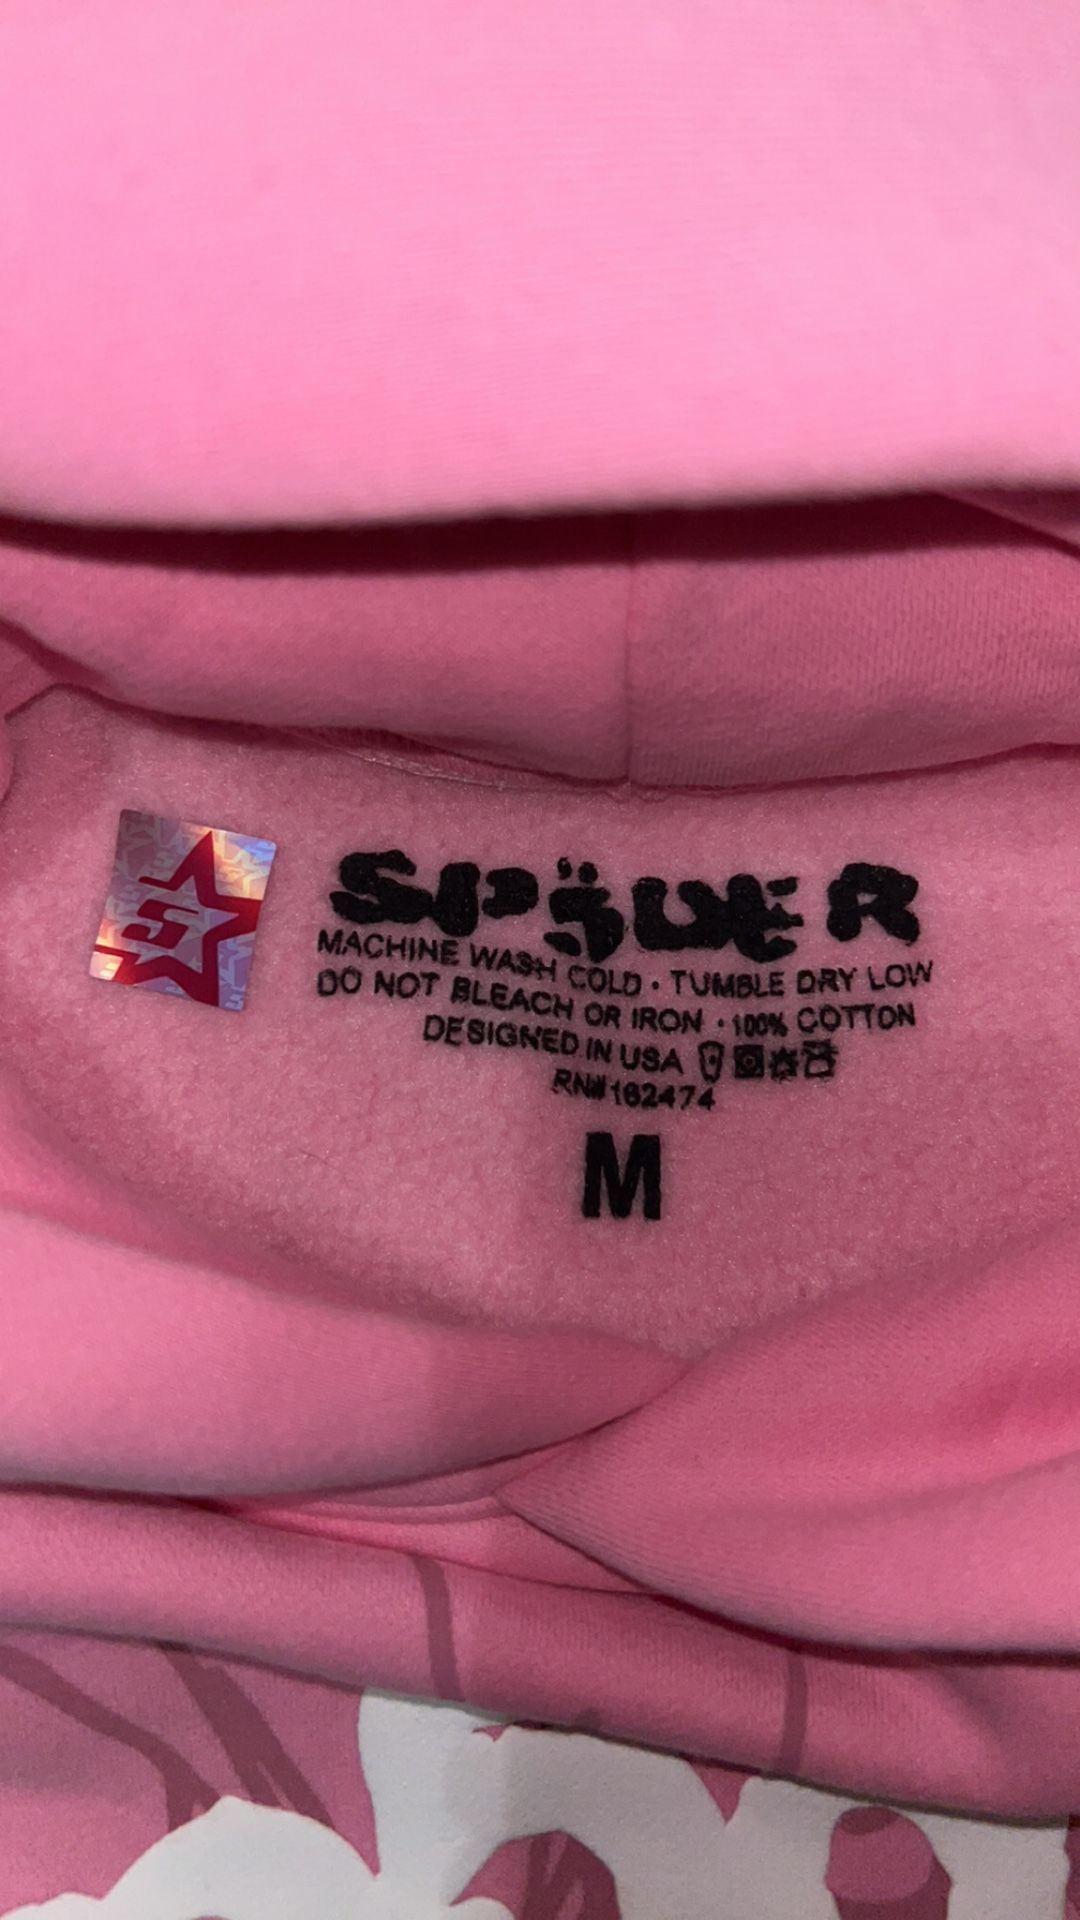 SP5DER
MACHINE WASH COLD · TUMBLE DRY LOW
DO NOT BLEACH OR IRON · 100% COTTON
DESIGNED IN USA
RN#162474
M